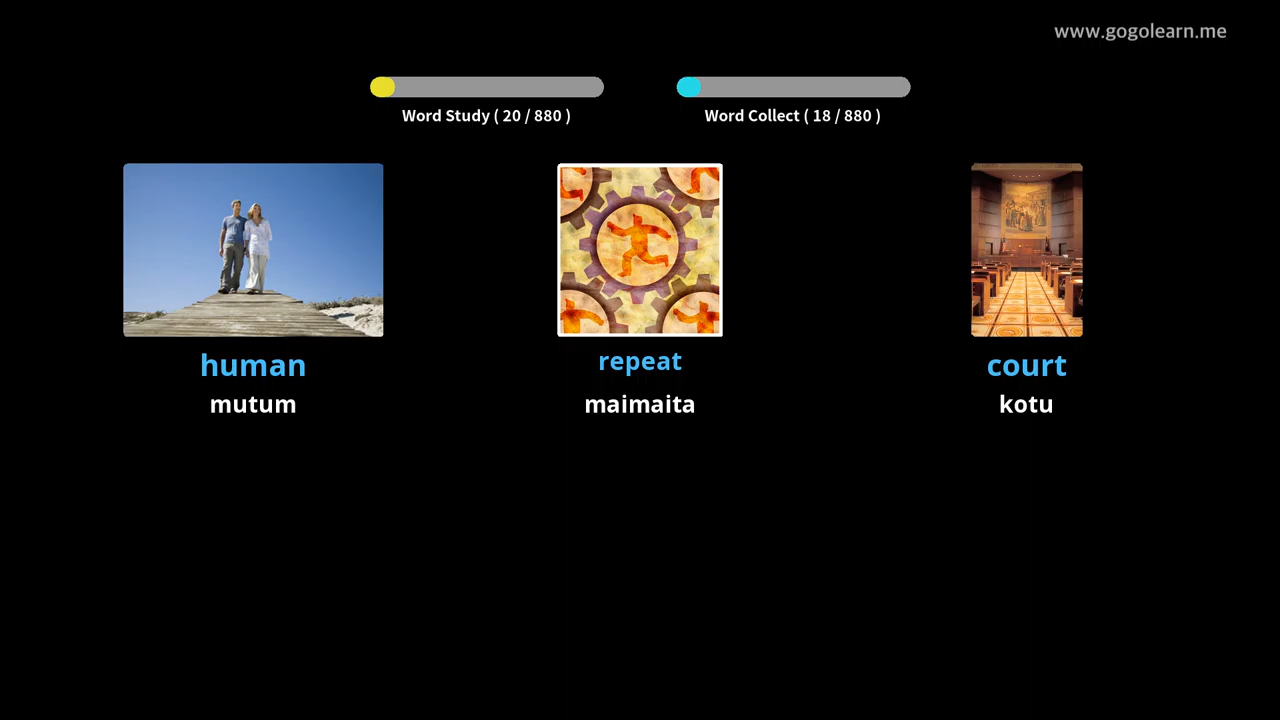 www.gogolearn.me
Word Study ( 20 / 880 )
Word Collect ( 18 / 880 )
human
mutum
repeat
maimaita
court
kotu